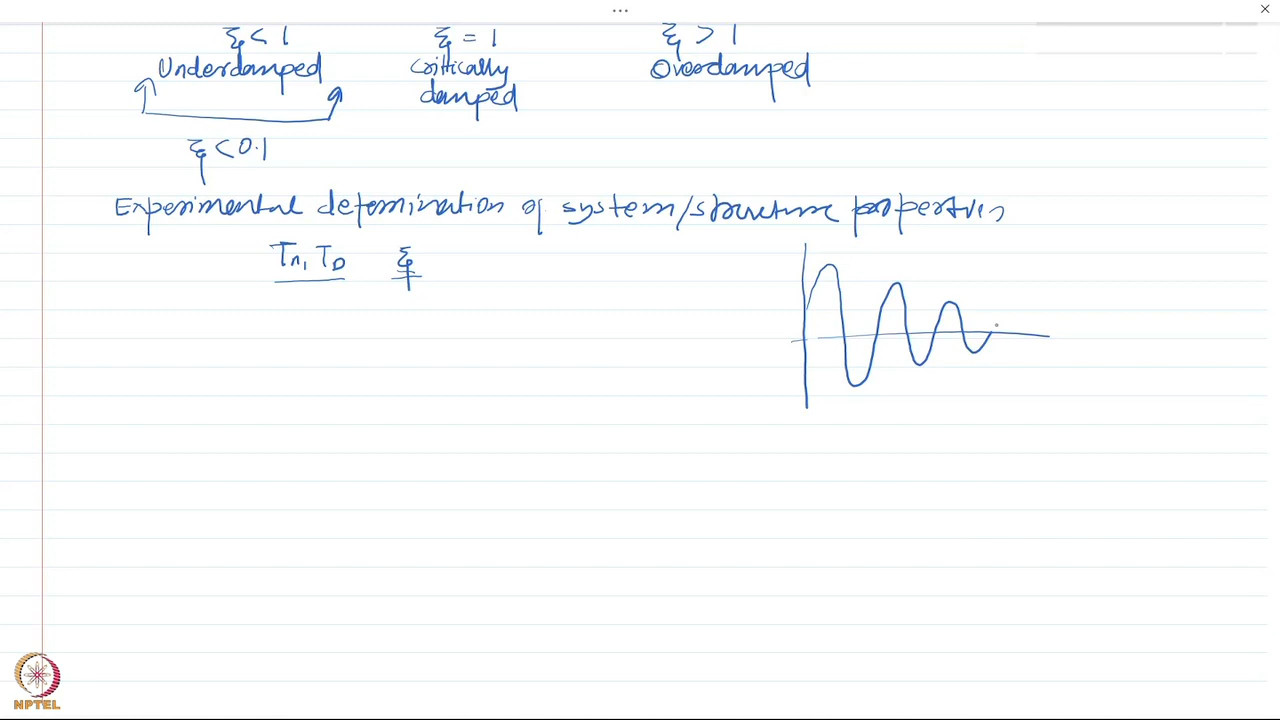 ξ < 1 ξ = 1 ξ > 1
Underdamped Critically damped Overdamped
ξ < 0.1
Experimental determination of system/structure properties
Tn, TD ξ
NPTEL